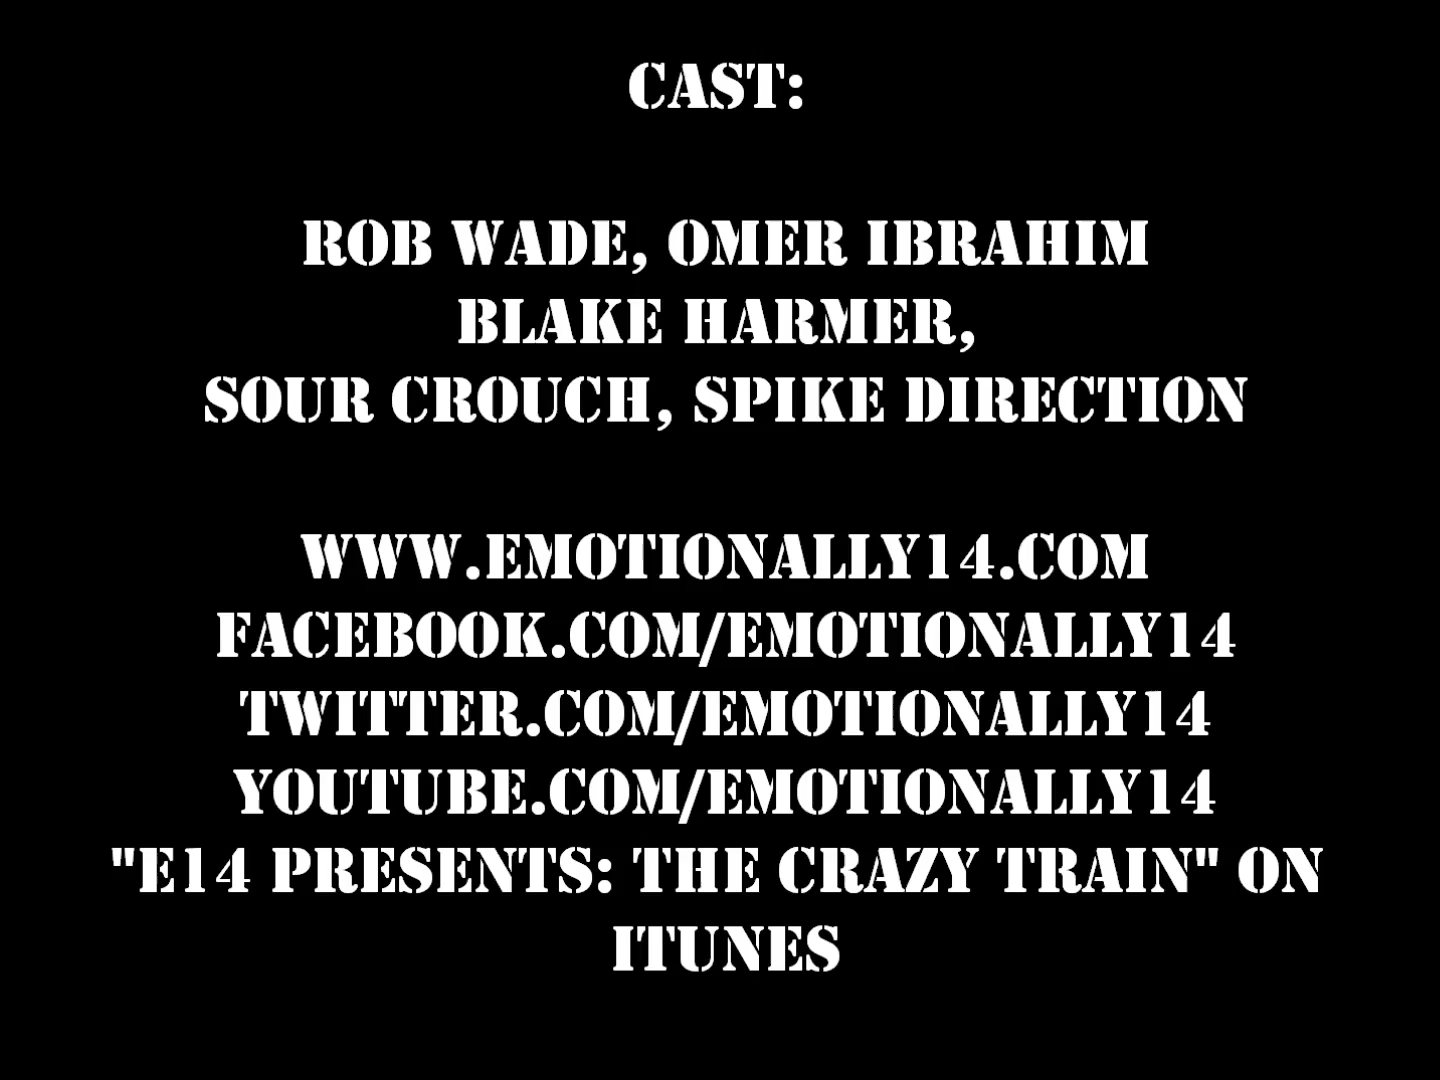 CAST:
ROB WADE, OMER IBRAHIM
BLAKE HARMER,
SOUR CROUCH, SPIKE DIRECTION
WWW.EMOTIONALLY14.COM
FACEBOOK.COM/EMOTIONALLY14
TWITTER.COM/EMOTIONALLY14
YOUTUBE.COM/EMOTIONALLY14
"E14 PRESENTS: THE CRAZY TRAIN" ON
ITUNES